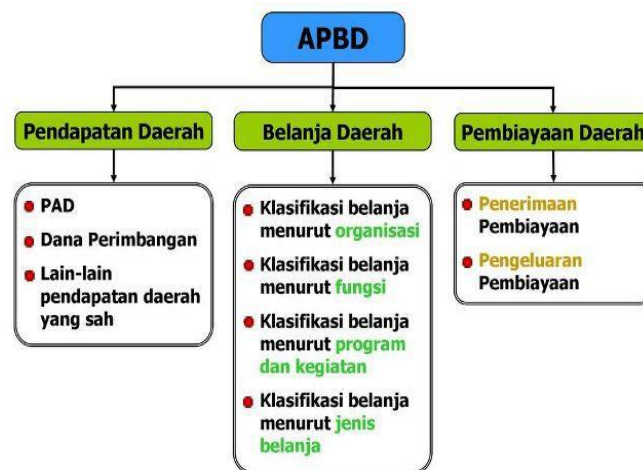 APBD
Pendapatan Daerah
Belanja Daerah
Pembiayaan Daerah
PAD
Dana Perimbangan
Lain-lain
pendapatan daerah
yang sah
Klasifikasi belanja
menurut organisasi
Klasifikasi belanja
menurut fungsi
Klasifikasi belanja
menurut program
dan kegiatan
Klasifikasi belanja
menurut jenis
belanja
Penerimaan
Pembiayaan
Pengeluaran
Pembiayaan